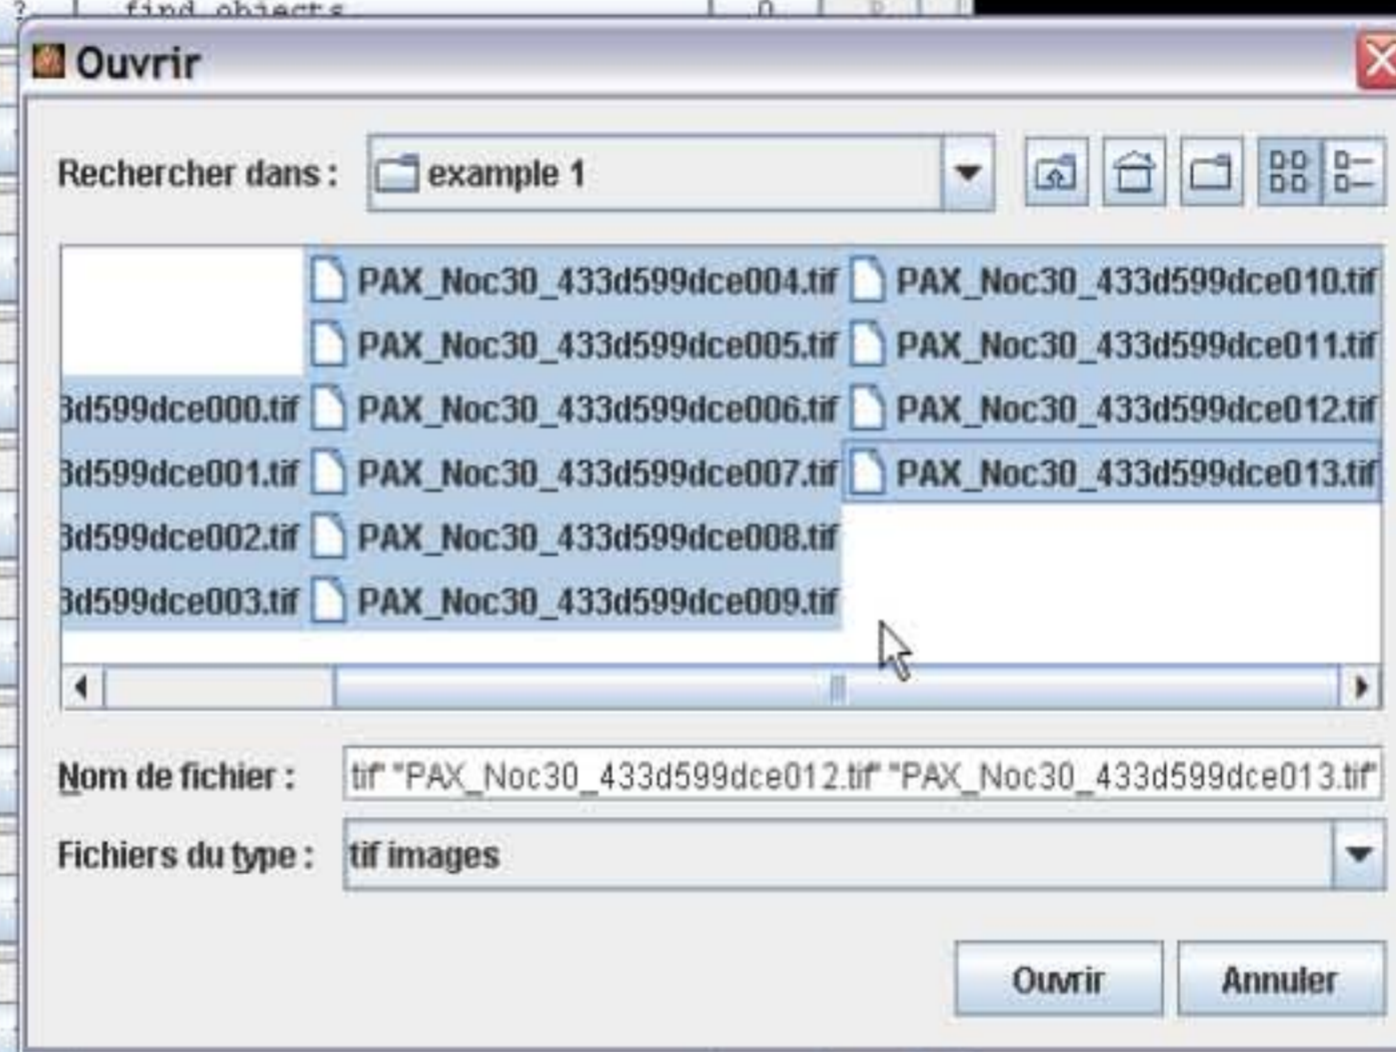 ? find objects
Ouvrir
Rechercher dans : example 1
PAX_Noc30_433d599dce004.tif PAX_Noc30_433d599dce010.tif
PAX_Noc30_433d599dce005.tif PAX_Noc30_433d599dce011.tif
3d599dce000.tif PAX_Noc30_433d599dce006.tif PAX_Noc30_433d599dce012.tif
3d599dce001.tif PAX_Noc30_433d599dce007.tif PAX_Noc30_433d599dce013.tif
3d599dce002.tif PAX_Noc30_433d599dce008.tif
3d599dce003.tif PAX_Noc30_433d599dce009.tif
Nom de fichier : tif" "PAX_Noc30_433d599dce012.tif" "PAX_Noc30_433d599dce013.tif"
Fichiers du type : tif images
Ouvrir Annuler